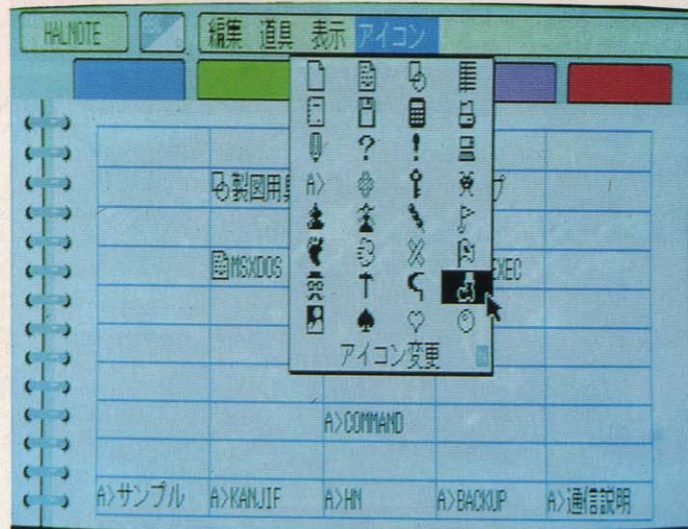 HALNOTE 編集 道具 表示 アイコン
? !
製図用
A>
MSXDOS EXEC
アイコン変更
A>COMMAND
A>サンプル A>KANJIF A>HN A>BACKUP A>通信説明